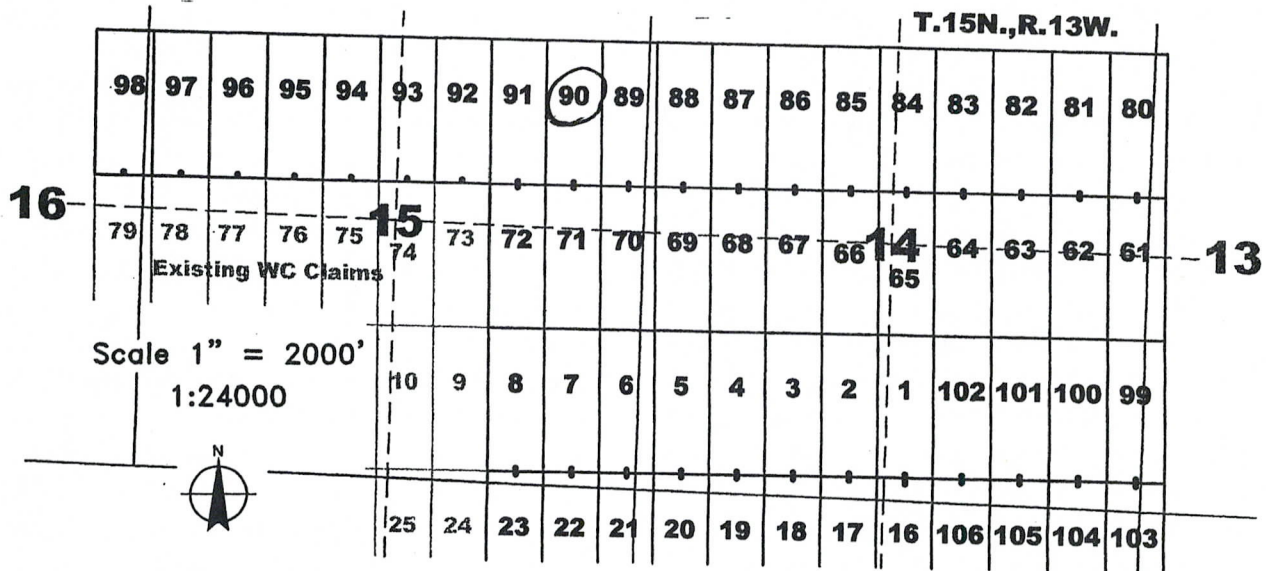 T.15N.,R.13W.
98 97 96 95 94 93 92 91 90 89 88 87 86 85 84 83 82 81 80
16 15 14 13
79 78 77 76 75 74 73 72 71 70 69 68 67 66 65 64 63 62 61
Existing WC Claims
Scale 1” = 2000’
1:24000
10 9 8 7 6 5 4 3 2 1 102 101 100 99
N
25 24 23 22 21 20 19 18 17 16 106 105 104 103